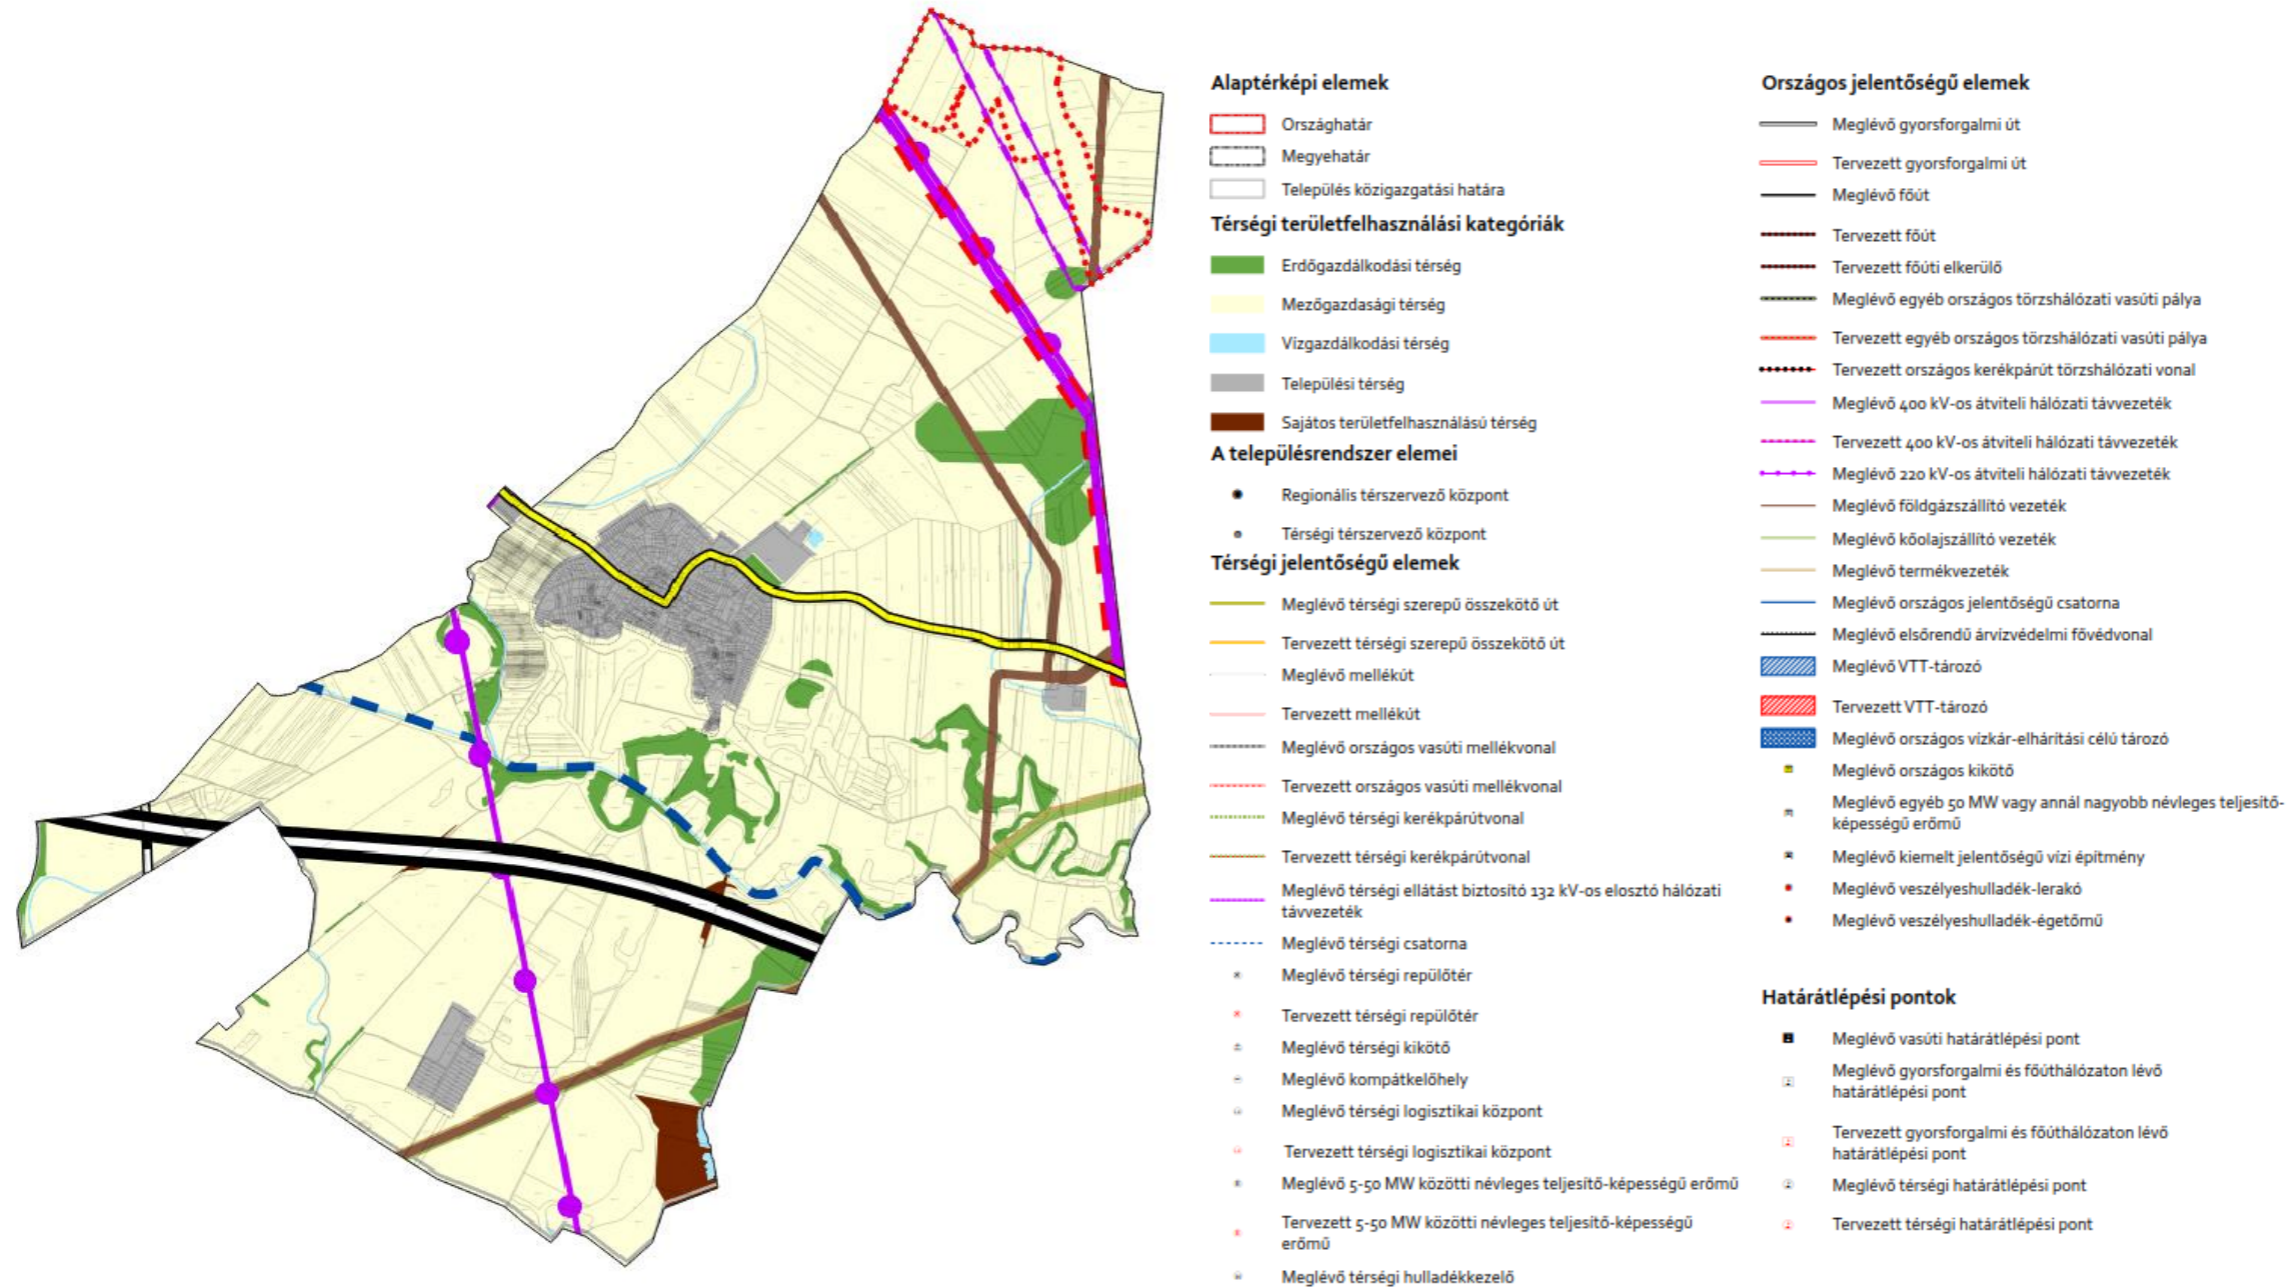 Alaptérképi elemek
Országhatár
Megyehatár
Település közigazgatási határa
Térségi területfelhasználási kategóriák
Erdőgazdálkodási térség
Mezőgazdasági térség
Vízgazdálkodási térség
Települési térség
Sajátos területfelhasználású térség
A településrendszer elemei
Regionális térszervező központ
Térségi térszervező központ
Térségi jelentőségű elemek
Meglévő térségi szerepű összekötő út
Tervezett térségi szerepű összekötő út
Meglévő mellékút
Tervezett mellékút
Meglévő országos vasúti mellékvonal
Tervezett országos vasúti mellékvonal
Meglévő térségi kerékpárútvonal
Tervezett térségi kerékpárútvonal
Meglévő térségi ellátást biztosító 132 kV-os elosztó hálózati
távvezeték
Meglévő térségi csatorna
Meglévő térségi repülőtér
Tervezett térségi repülőtér
Meglévő térségi kikötő
Meglévő kompátkelőhely
Meglévő térségi logisztikai központ
Tervezett térségi logisztikai központ
Meglévő 5-50 MW közötti névleges teljesítő-képességű erőmű
Tervezett 5-50 MW közötti névleges teljesítő-képességű
erőmű
Meglévő térségi hulladékkezelő
Országos jelentőségű elemek
Meglévő gyorsforgalmi út
Tervezett gyorsforgalmi út
Meglévő főút
Tervezett főút
Tervezett főúti elkerülő
Meglévő egyéb országos törzshálózati vasúti pálya
Tervezett egyéb országos törzshálózati vasúti pálya
Tervezett országos kerékpárút törzshálózati vonal
Meglévő 400 kV-os átviteli hálózati távvezeték
Tervezett 400 kV-os átviteli hálózati távvezeték
Meglévő 220 kV-os átviteli hálózati távvezeték
Meglévő földgázszállító vezeték
Meglévő kőolajszállító vezeték
Meglévő termékvezeték
Meglévő országos jelentőségű csatorna
Meglévő elsőrendű árvízvédelmi fővédvonal
Meglévő VTT-tározó
Tervezett VTT-tározó
Meglévő országos vízkár-elhárítási célú tározó
Meglévő országos kikötő
Meglévő egyéb 50 MW vagy annál nagyobb névleges teljesítő-
képességű erőmű
Meglévő kiemelt jelentőségű vízi építmény
Meglévő veszélyeshulladék-lerakó
Meglévő veszélyeshulladék-égetőmű
Határátlépési pontok
Meglévő vasúti határátlépési pont
Meglévő gyorsforgalmi és főúthálózaton lévő
határátlépési pont
Tervezett gyorsforgalmi és főúthálózaton lévő
határátlépési pont
Meglévő térségi határátlépési pont
Tervezett térségi határátlépési pont